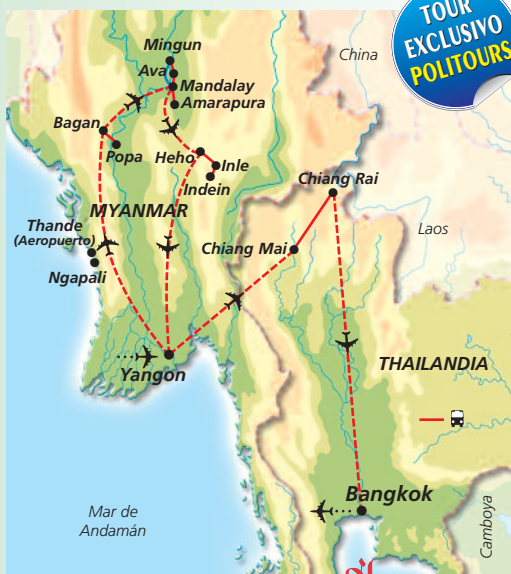 TOUR
EXCLUSIVO
POLITOURS
China
Mingun
Ava
Mandalay
Amarapura
Bagan
Popa
Heho
Inle
Indein
Chiang Rai
MYANMAR
Laos
Thande
(Aeropuerto)
Chiang Mai
Ngapali
THAILANDIA
Yangon
Bangkok
Mar de
Andamán
Camboya